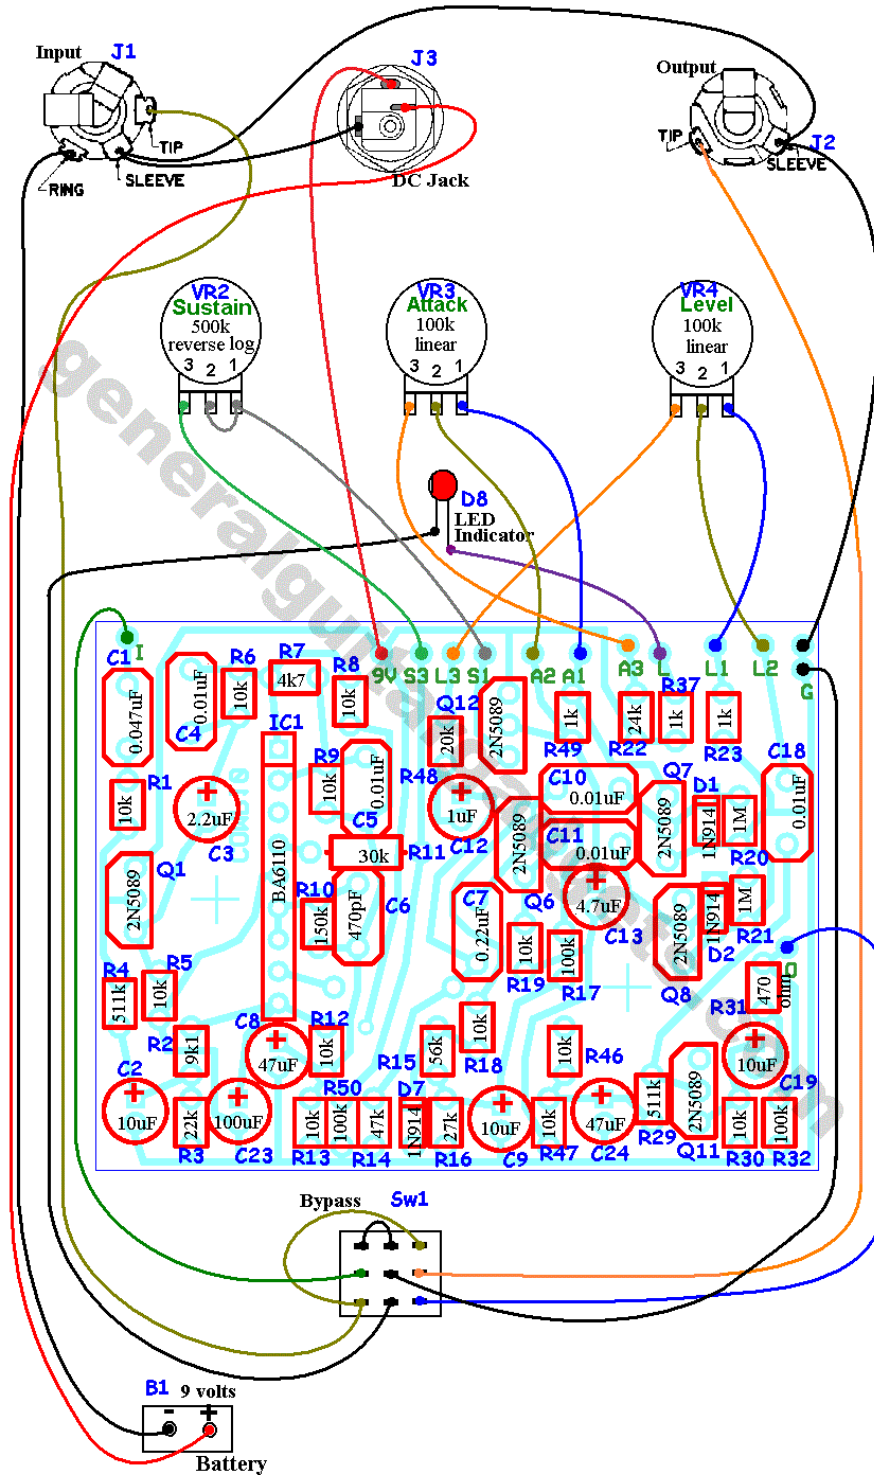 Input
J1
J3
Output
TIP
RING
SLEEVE
DC Jack
TIP
J2
SLEEVE
VR2
Sustain
500k
reverse log
3 2 1
VR3
Attack
100k
linear
3 2 1
VR4
Level
100k
linear
3 2 1
D8
LED
Indicator
generalguitargadgets.com
I
9V S3 L3 S1 A2 A1 A3 L L1 L2
G
C1
0.047uF
C4
0.01uF
R6
10k
R7
4k7
R8
10k
Q12
2N5089
R49
1k
R22
24k
R37
1k
R23
1k
C18
0.01uF
IC1
BA6110
R1
10k
2.2uF
C3
R9
10k
C5
0.01uF
R48
20k
1uF
C12
C10
0.01uF
C11
0.01uF
Q7
2N5089
D1
1N914
1M
R20
Q1
2N5089
30k
R11
2N5089
Q6
R10
150k
470pF
C6
C7
0.22uF
4.7uF
C13
2N5089
Q8
1N914
D2
1M
R21
O
R4
511k
R5
10k
R19
10k
R17
100k
R31
470
ohm
R2
9k1
C8
47uF
R12
10k
R15
56k
R18
10k
R46
10k
10uF
C19
C2
10uF
R3
22k
C23
100uF
R50
R13
10k
100k
R14
47k
D7
1N914
R16
27k
C9
10uF
R47
10k
C24
47uF
R29
511k
Q11
2N5089
R30
10k
R32
100k
Bypass
Sw1
B1
9 volts
- +
Battery